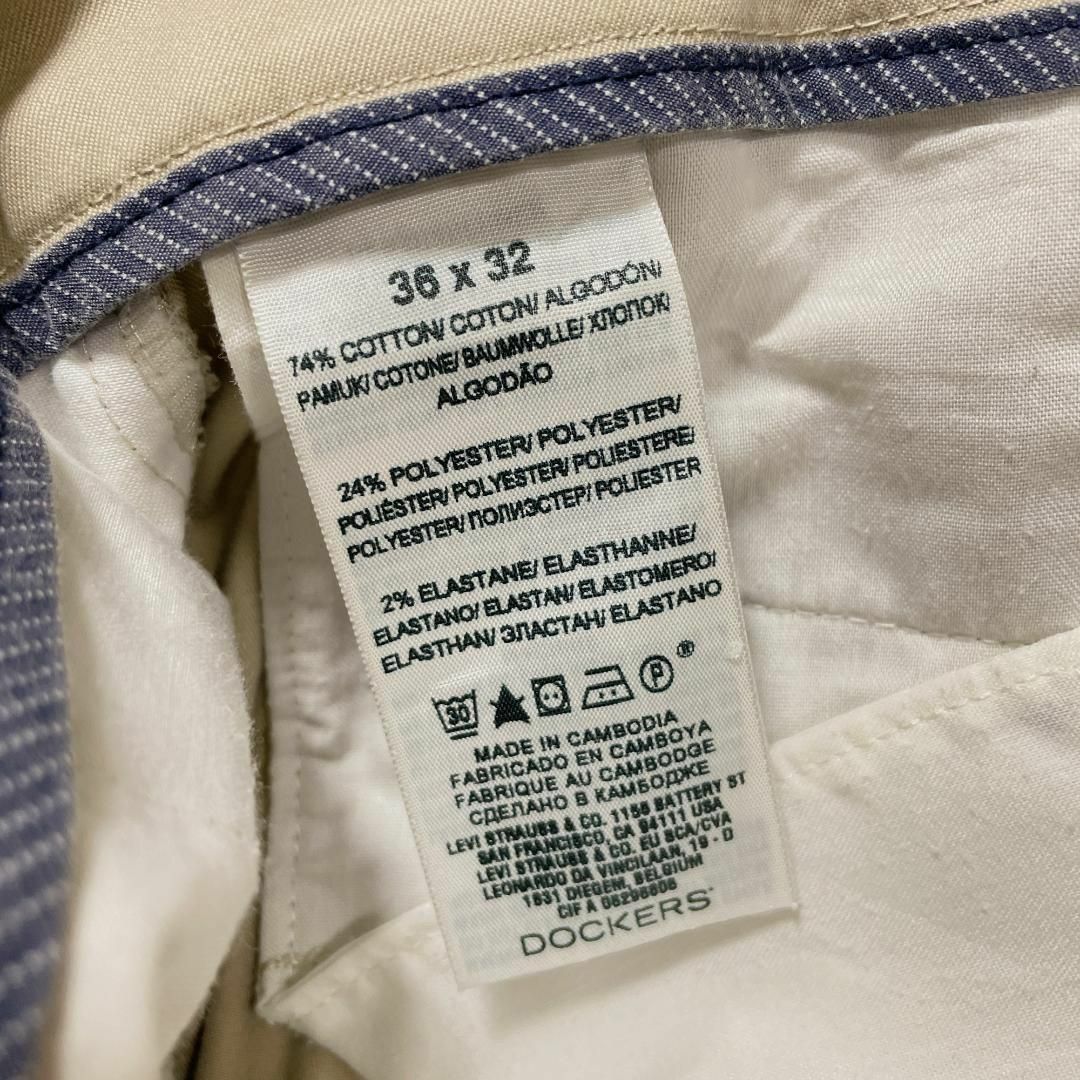 36 x 32
74% COTTON/ COTON/ ALGODÓN/
PAMUK/ COTONE/ BAUMWOLLE/ ХЛОПОК/
ALGODÃO
24% POLYESTER/ POLYESTER/
POLIÉSTER/ POLYESTER/ POLIESTERE/
POLYESTER/ ПОЛИЭСТЕР/ POLIESTER
2% ELASTANE/ ELASTHANNE/
ELASTANO/ ELASTAN/ ELASTOMERO/
ELASTHAN/ ЭЛАСТАН/ ELASTANO
30 P ®
MADE IN CAMBODIA
FABRICADO EN CAMBOYA
FABRIQUE AU CAMBODGE
СДЕЛАНО В КАМБОДЖЕ
LEVI STRAUSS & CO. 1155 BATTERY ST
SAN FRANCISCO, CA 94111 USA
LEVI STRAUSS & CO. EU SCA/CVA
LEONARDO DA VINCILAAN, 19 - D
1831 DIEGEM, BELGIUM
CIF A
DOCKERS